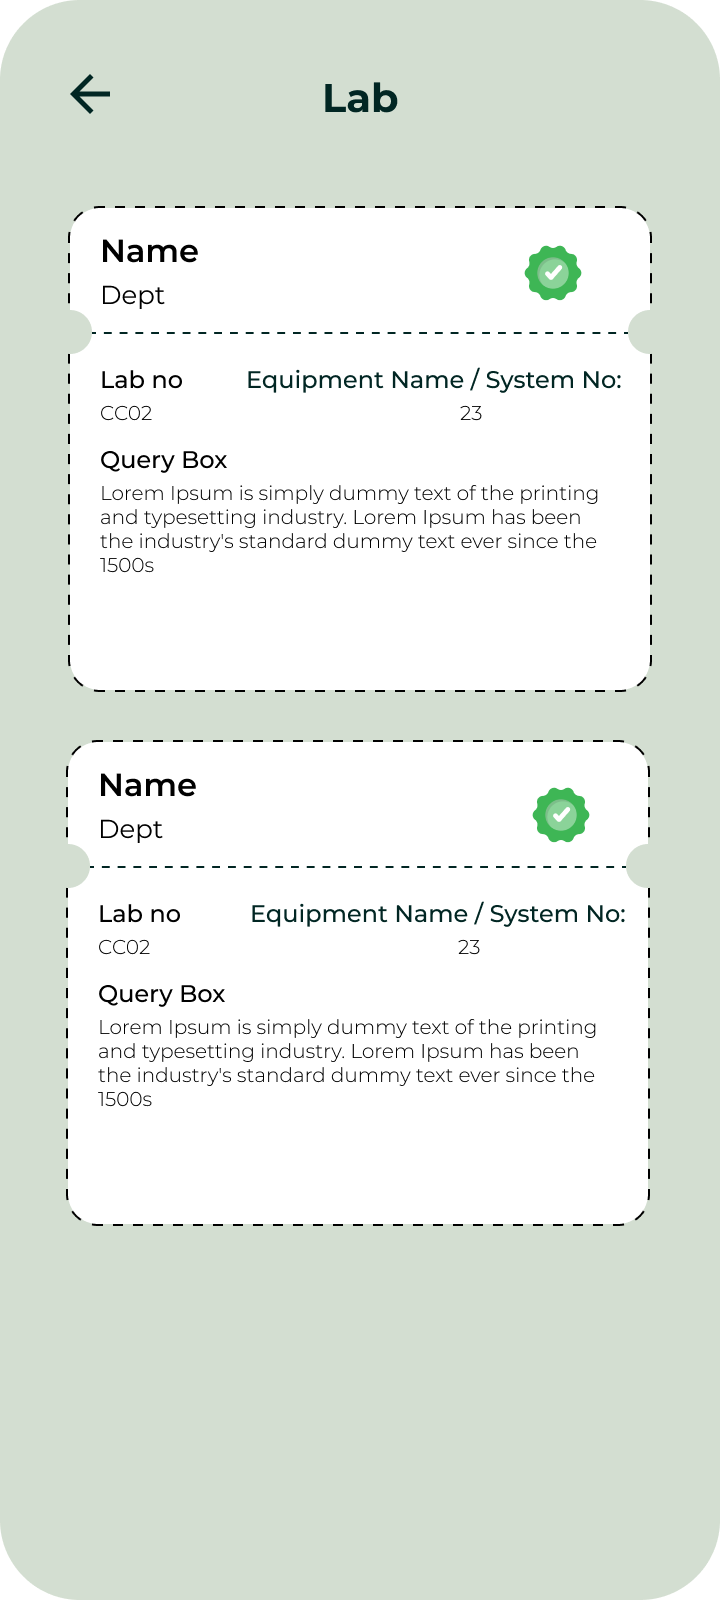 Lab
Name
Dept
Lab no
Equipment Name / System No:
CC02
23
Query Box
Lorem Ipsum is simply dummy text of the printing
and typesetting industry. Lorem Ipsum has been
the industry's standard dummy text ever since the
1500s
Name
Dept
Lab no
Equipment Name / System No:
CC02
23
Query Box
Lorem Ipsum is simply dummy text of the printing
and typesetting industry. Lorem Ipsum has been
the industry's standard dummy text ever since the
1500s